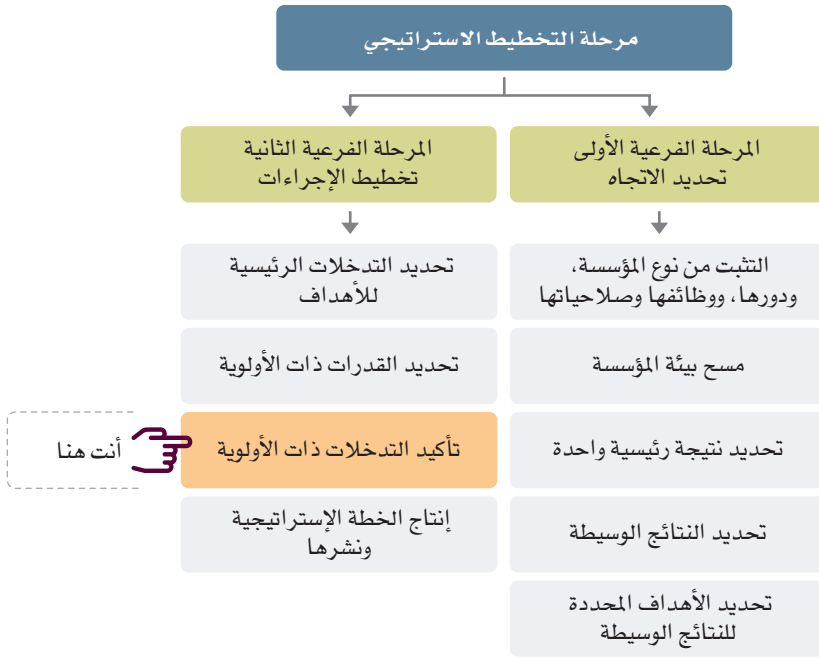 مرحلة التخطيط الاستراتيجي
المرحلة الفرعية الأولى
تحديد الاتجاه
التثبت من نوع المؤسسة،
ودورها، ووظائفها وصلاحياتها
مسح بيئة المؤسسة
تحديد نتيجة رئيسية واحدة
تحديد النتائج الوسيطة
تحديد الأهداف المحددة
للنتائج الوسيطة
المرحلة الفرعية الثانية
تخطيط الإجراءات
تحديد التدخلات الرئيسية
للأهداف
تحديد القدرات ذات الأولوية
تأكيد التدخلات ذات الأولوية
أنت هنا
إنتاج الخطة الإستراتيجية
ونشرها